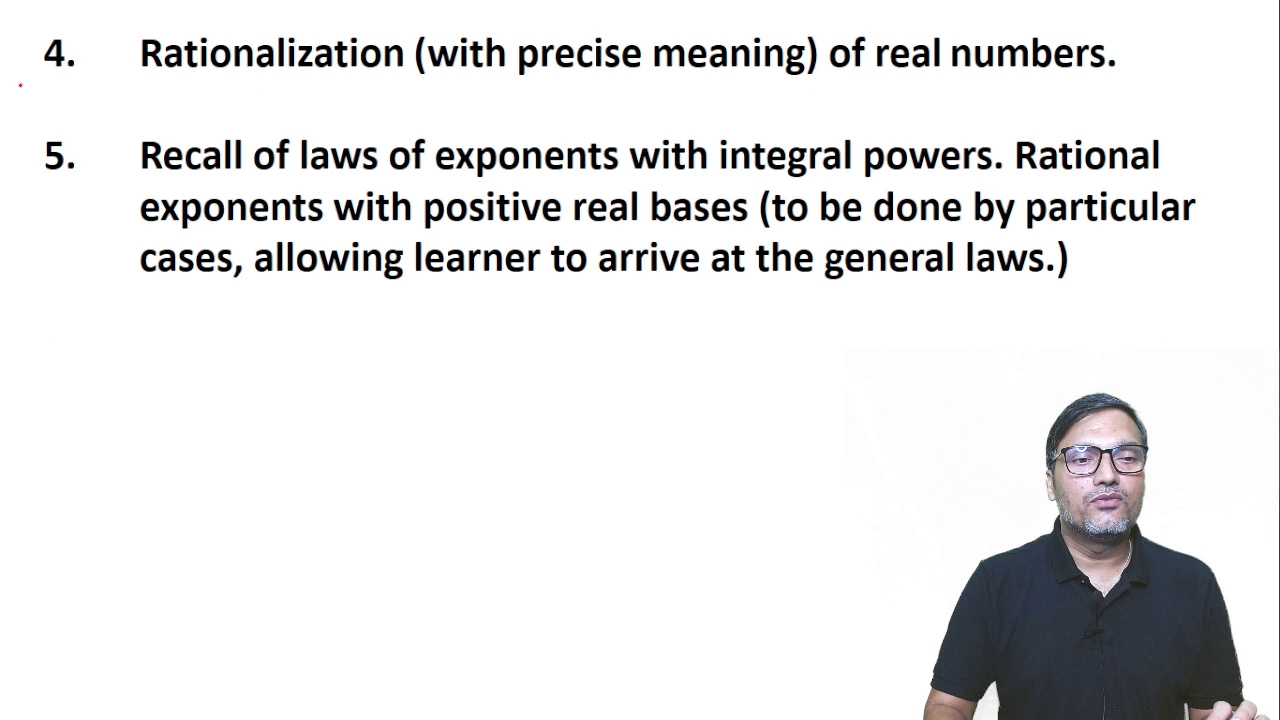 4. Rationalization (with precise meaning) of real numbers.
5. Recall of laws of exponents with integral powers. Rational
exponents with positive real bases (to be done by particular
cases, allowing learner to arrive at the general laws.)